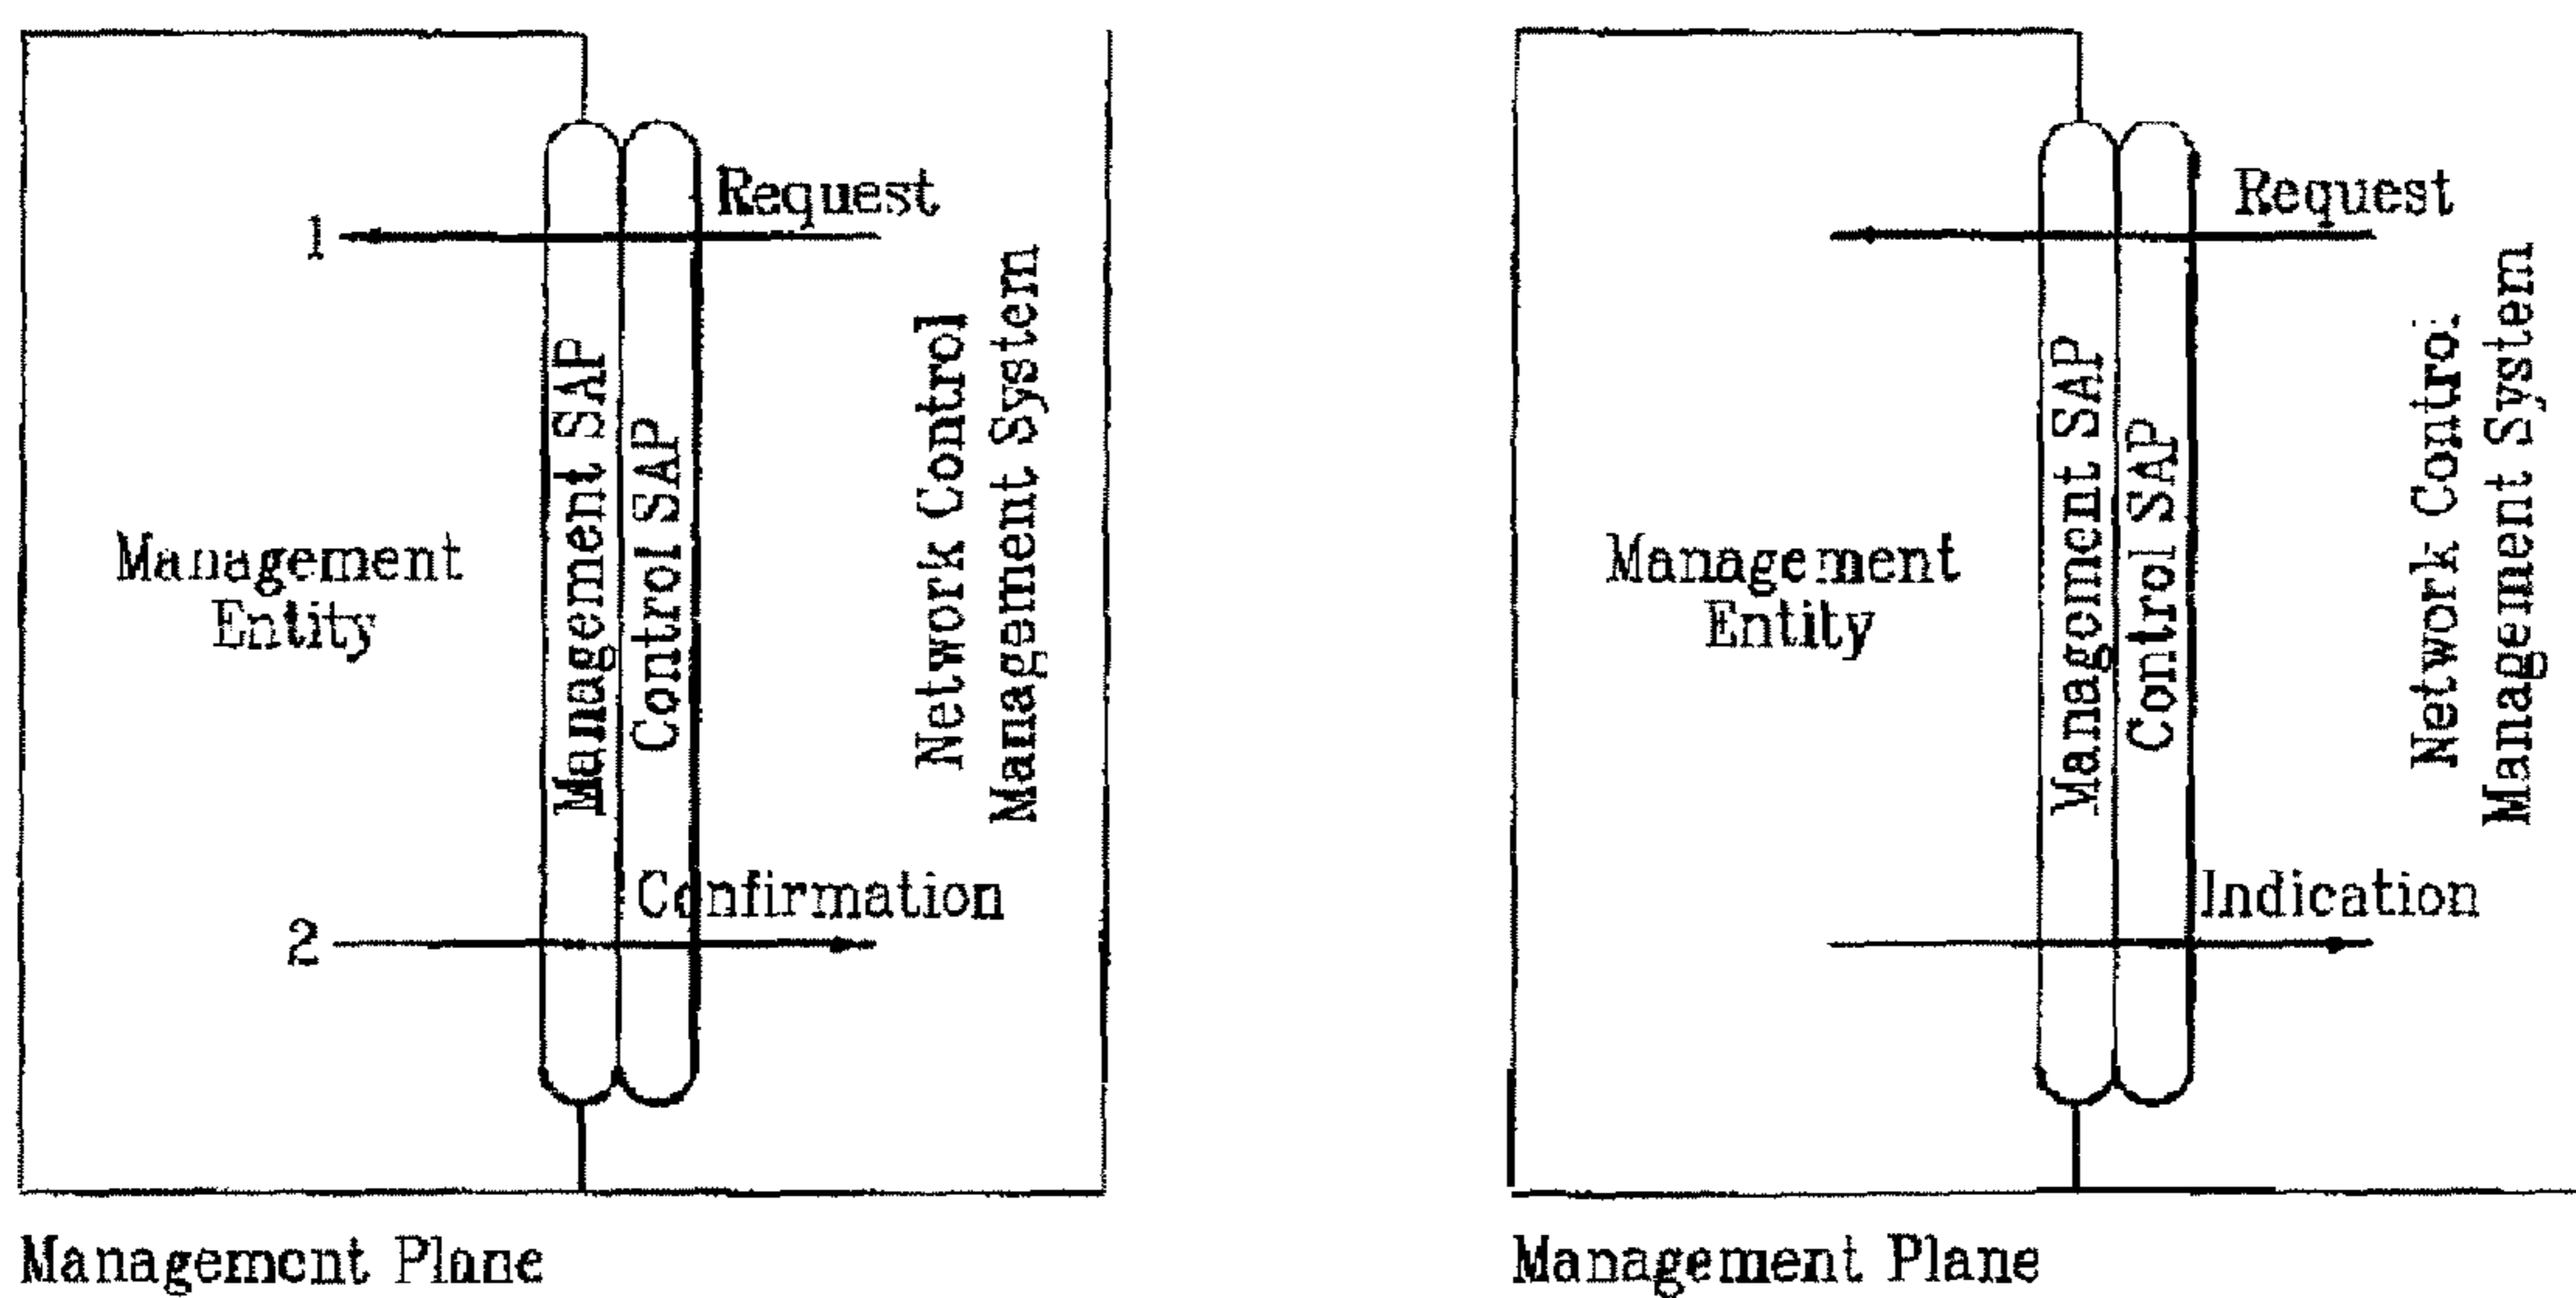 Request
1
Management SAP
Control SAP
Network Control
Management System
Management
Entity
Confirmation
2
Management Plane
Request
Management SAP
Control SAP
Network Control
Management System
Management
Entity
Indication
Management Plane